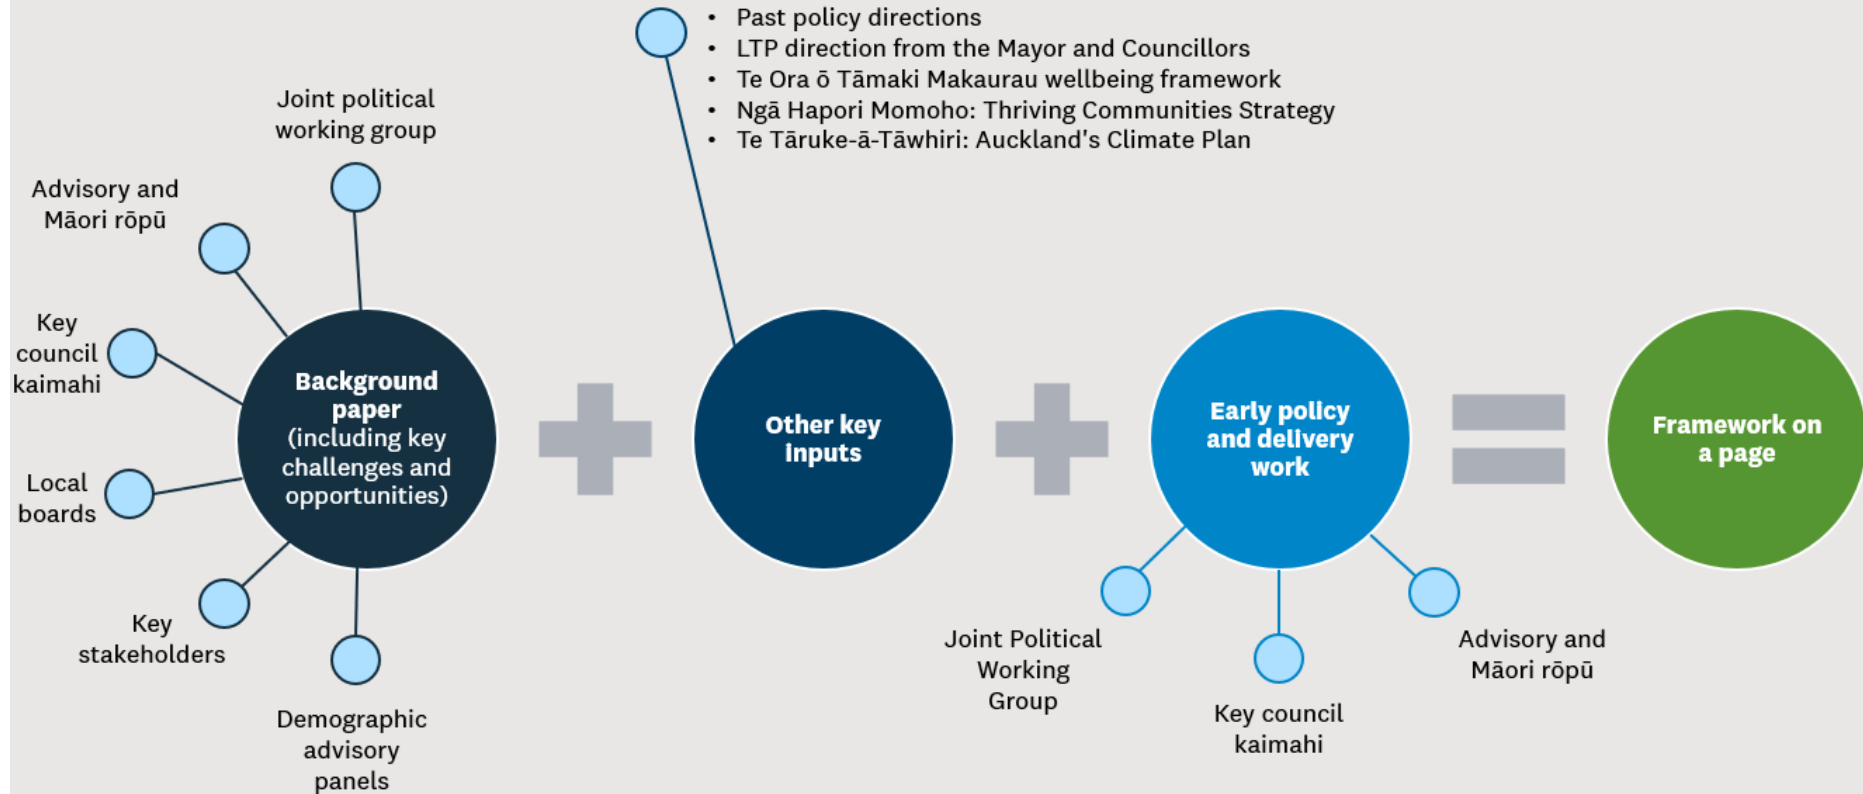 • Past policy directions
• LTP direction from the Mayor and Councillors
• Te Ora ō Tāmaki Makaurau wellbeing framework
• Ngā Hapori Momoho: Thriving Communities Strategy
• Te Tāruke-ā-Tāwhiri: Auckland's Climate Plan
Joint political
working group
Advisory and
Māori rōpū
Key
council
kaimahi
Local
boards
Key
stakeholders
Demographic
advisory
panels
Background
paper
(including key
challenges and
opportunities)
Other key
inputs
Early policy
and delivery
work
Joint Political
Working
Group
Key council
kaimahi
Advisory and
Māori rōpū
Framework on
a page